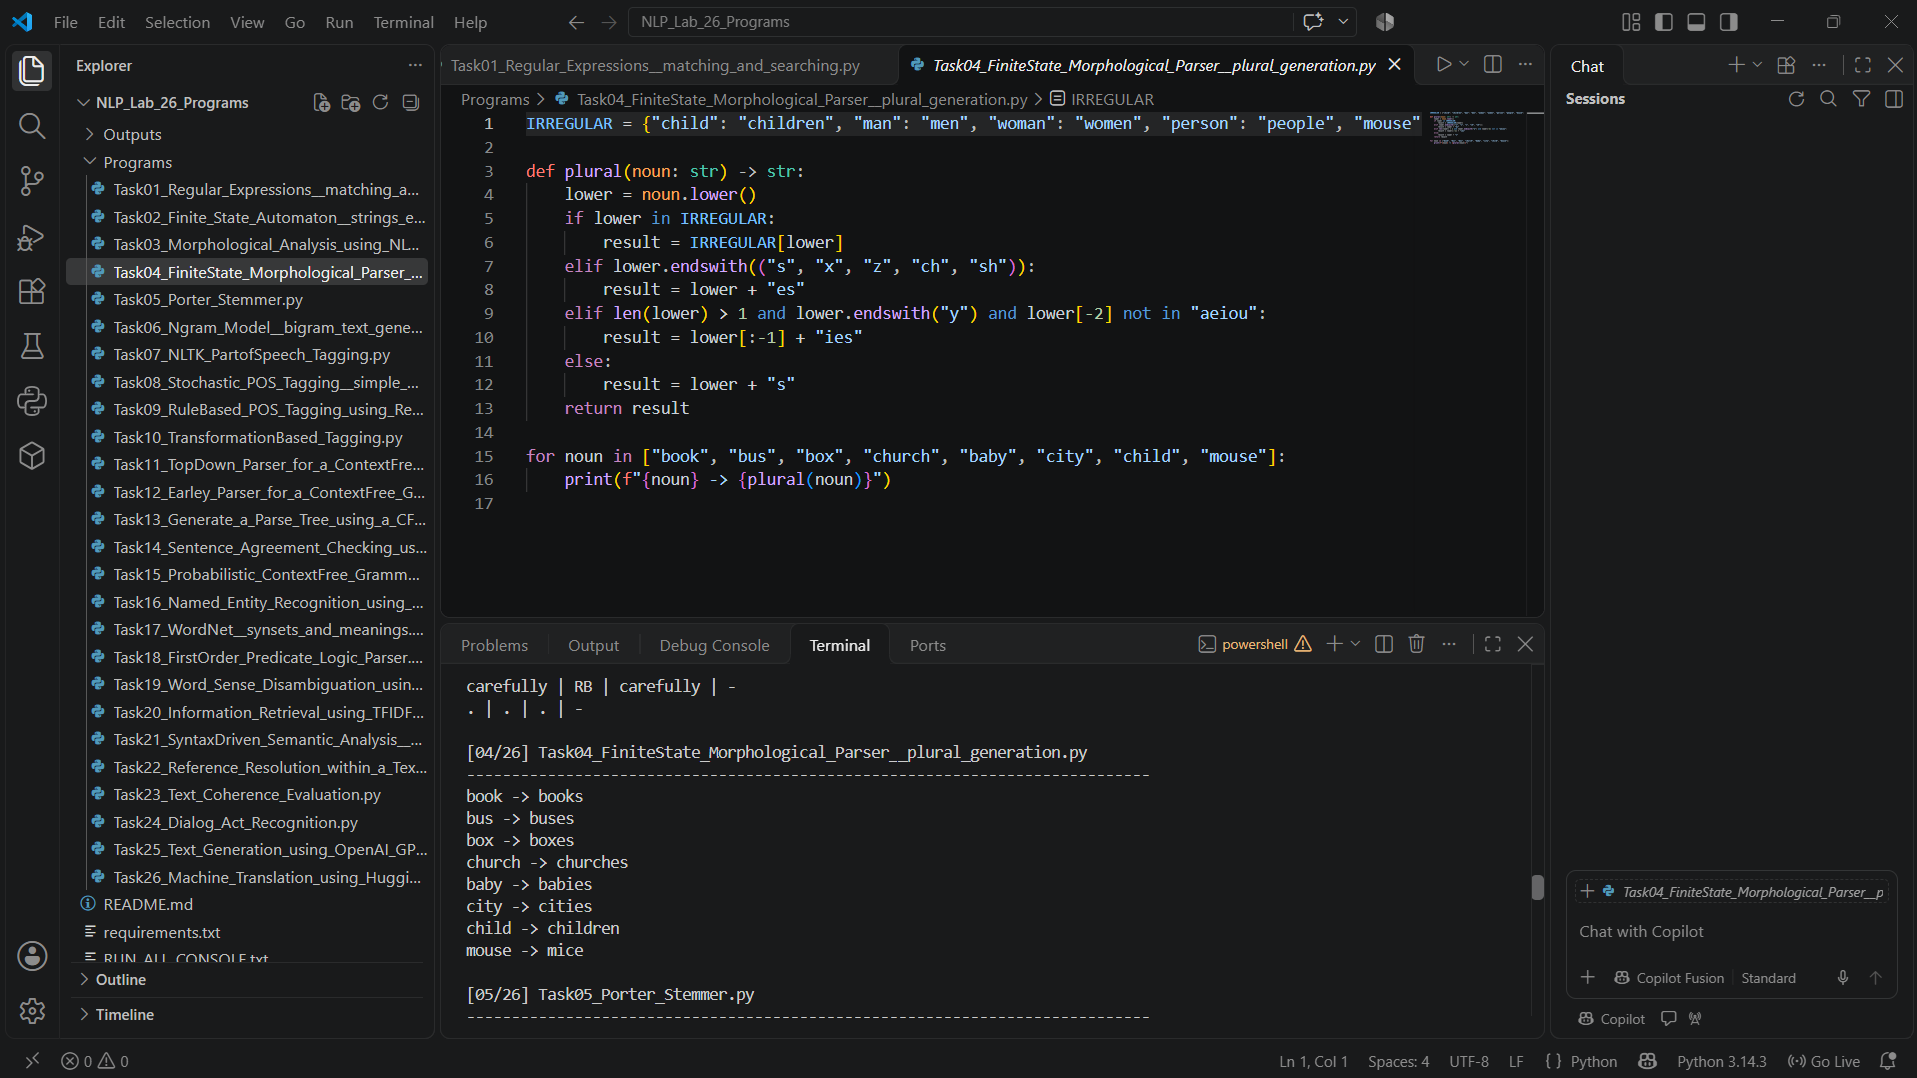 File Edit Selection View Go Run Terminal Help
NLP_Lab_26_Programs
Explorer
NLP_Lab_26_Programs
Outputs
Programs
Task01_Regular_Expressions__matching_a...
Task02_Finite_State_Automaton__strings_e...
Task03_Morphological_Analysis_using_NL...
Task04_FiniteState_Morphological_Parser_...
Task05_Porter_Stemmer.py
Task06_Ngram_Model__bigram_text_gene...
Task07_NLTK_PartofSpeech_Tagging.py
Task08_Stochastic_POS_Tagging__simple_...
Task09_RuleBased_POS_Tagging_using_Re...
Task10_TransformationBased_Tagging.py
Task11_TopDown_Parser_for_a_ContextFre...
Task12_Earley_Parser_for_a_ContextFree_G...
Task13_Generate_a_Parse_Tree_using_a_CF...
Task14_Sentence_Agreement_Checking_us...
Task15_Probabilistic_ContextFree_Gramm...
Task16_Named_Entity_Recognition_using_...
Task17_WordNet__synsets_and_meanings....
Task18_FirstOrder_Predicate_Logic_Parser....
Task19_Word_Sense_Disambiguation_usin...
Task20_Information_Retrieval_using_TFIDF...
Task21_SyntaxDriven_Semantic_Analysis__...
Task22_Reference_Resolution_within_a_Tex...
Task23_Text_Coherence_Evaluation.py
Task24_Dialog_Act_Recognition.py
Task25_Text_Generation_using_OpenAI_GP...
Task26_Machine_Translation_using_Huggi...
README.md
requirements.txt
RUN_ALL_CONSOLE.txt
Outline
Timeline
Task01_Regular_Expressions__matching_and_searching.py
Task04_FiniteState_Morphological_Parser__plural_generation.py
Programs > Task04_FiniteState_Morphological_Parser__plural_generation.py > IRREGULAR
1 IRREGULAR = {"child": "children", "man": "men", "woman": "women", "person": "people", "mouse"
2
3 def plural(noun: str) -> str:
4     lower = noun.lower()
5     if lower in IRREGULAR:
6         result = IRREGULAR[lower]
7     elif lower.endswith(("s", "x", "z", "ch", "sh")):
8         result = lower + "es"
9     elif len(lower) > 1 and lower.endswith("y") and lower[-2] not in "aeiou":
10         result = lower[:-1] + "ies"
11     else:
12         result = lower + "s"
13     return result
14
15 for noun in ["book", "bus", "box", "church", "baby", "city", "child", "mouse"]:
16     print(f"{noun} -> {plural(noun)}")
17
Problems Output Debug Console Terminal Ports
powershell
carefully | RB | carefully | -
. | . | . | -
[04/26] Task04_FiniteState_Morphological_Parser__plural_generation.py
----------------------------------------------------------------------------
book -> books
bus -> buses
box -> boxes
church -> churches
baby -> babies
city -> cities
child -> children
mouse -> mice
[05/26] Task05_Porter_Stemmer.py
----------------------------------------------------------------------------
Chat
Sessions
Task04_FiniteState_Morphological_Parser__p
Chat with Copilot
Copilot Fusion Standard
Copilot
0 0
Ln 1, Col 1 Spaces: 4 UTF-8 LF { } Python Python 3.14.3 Go Live